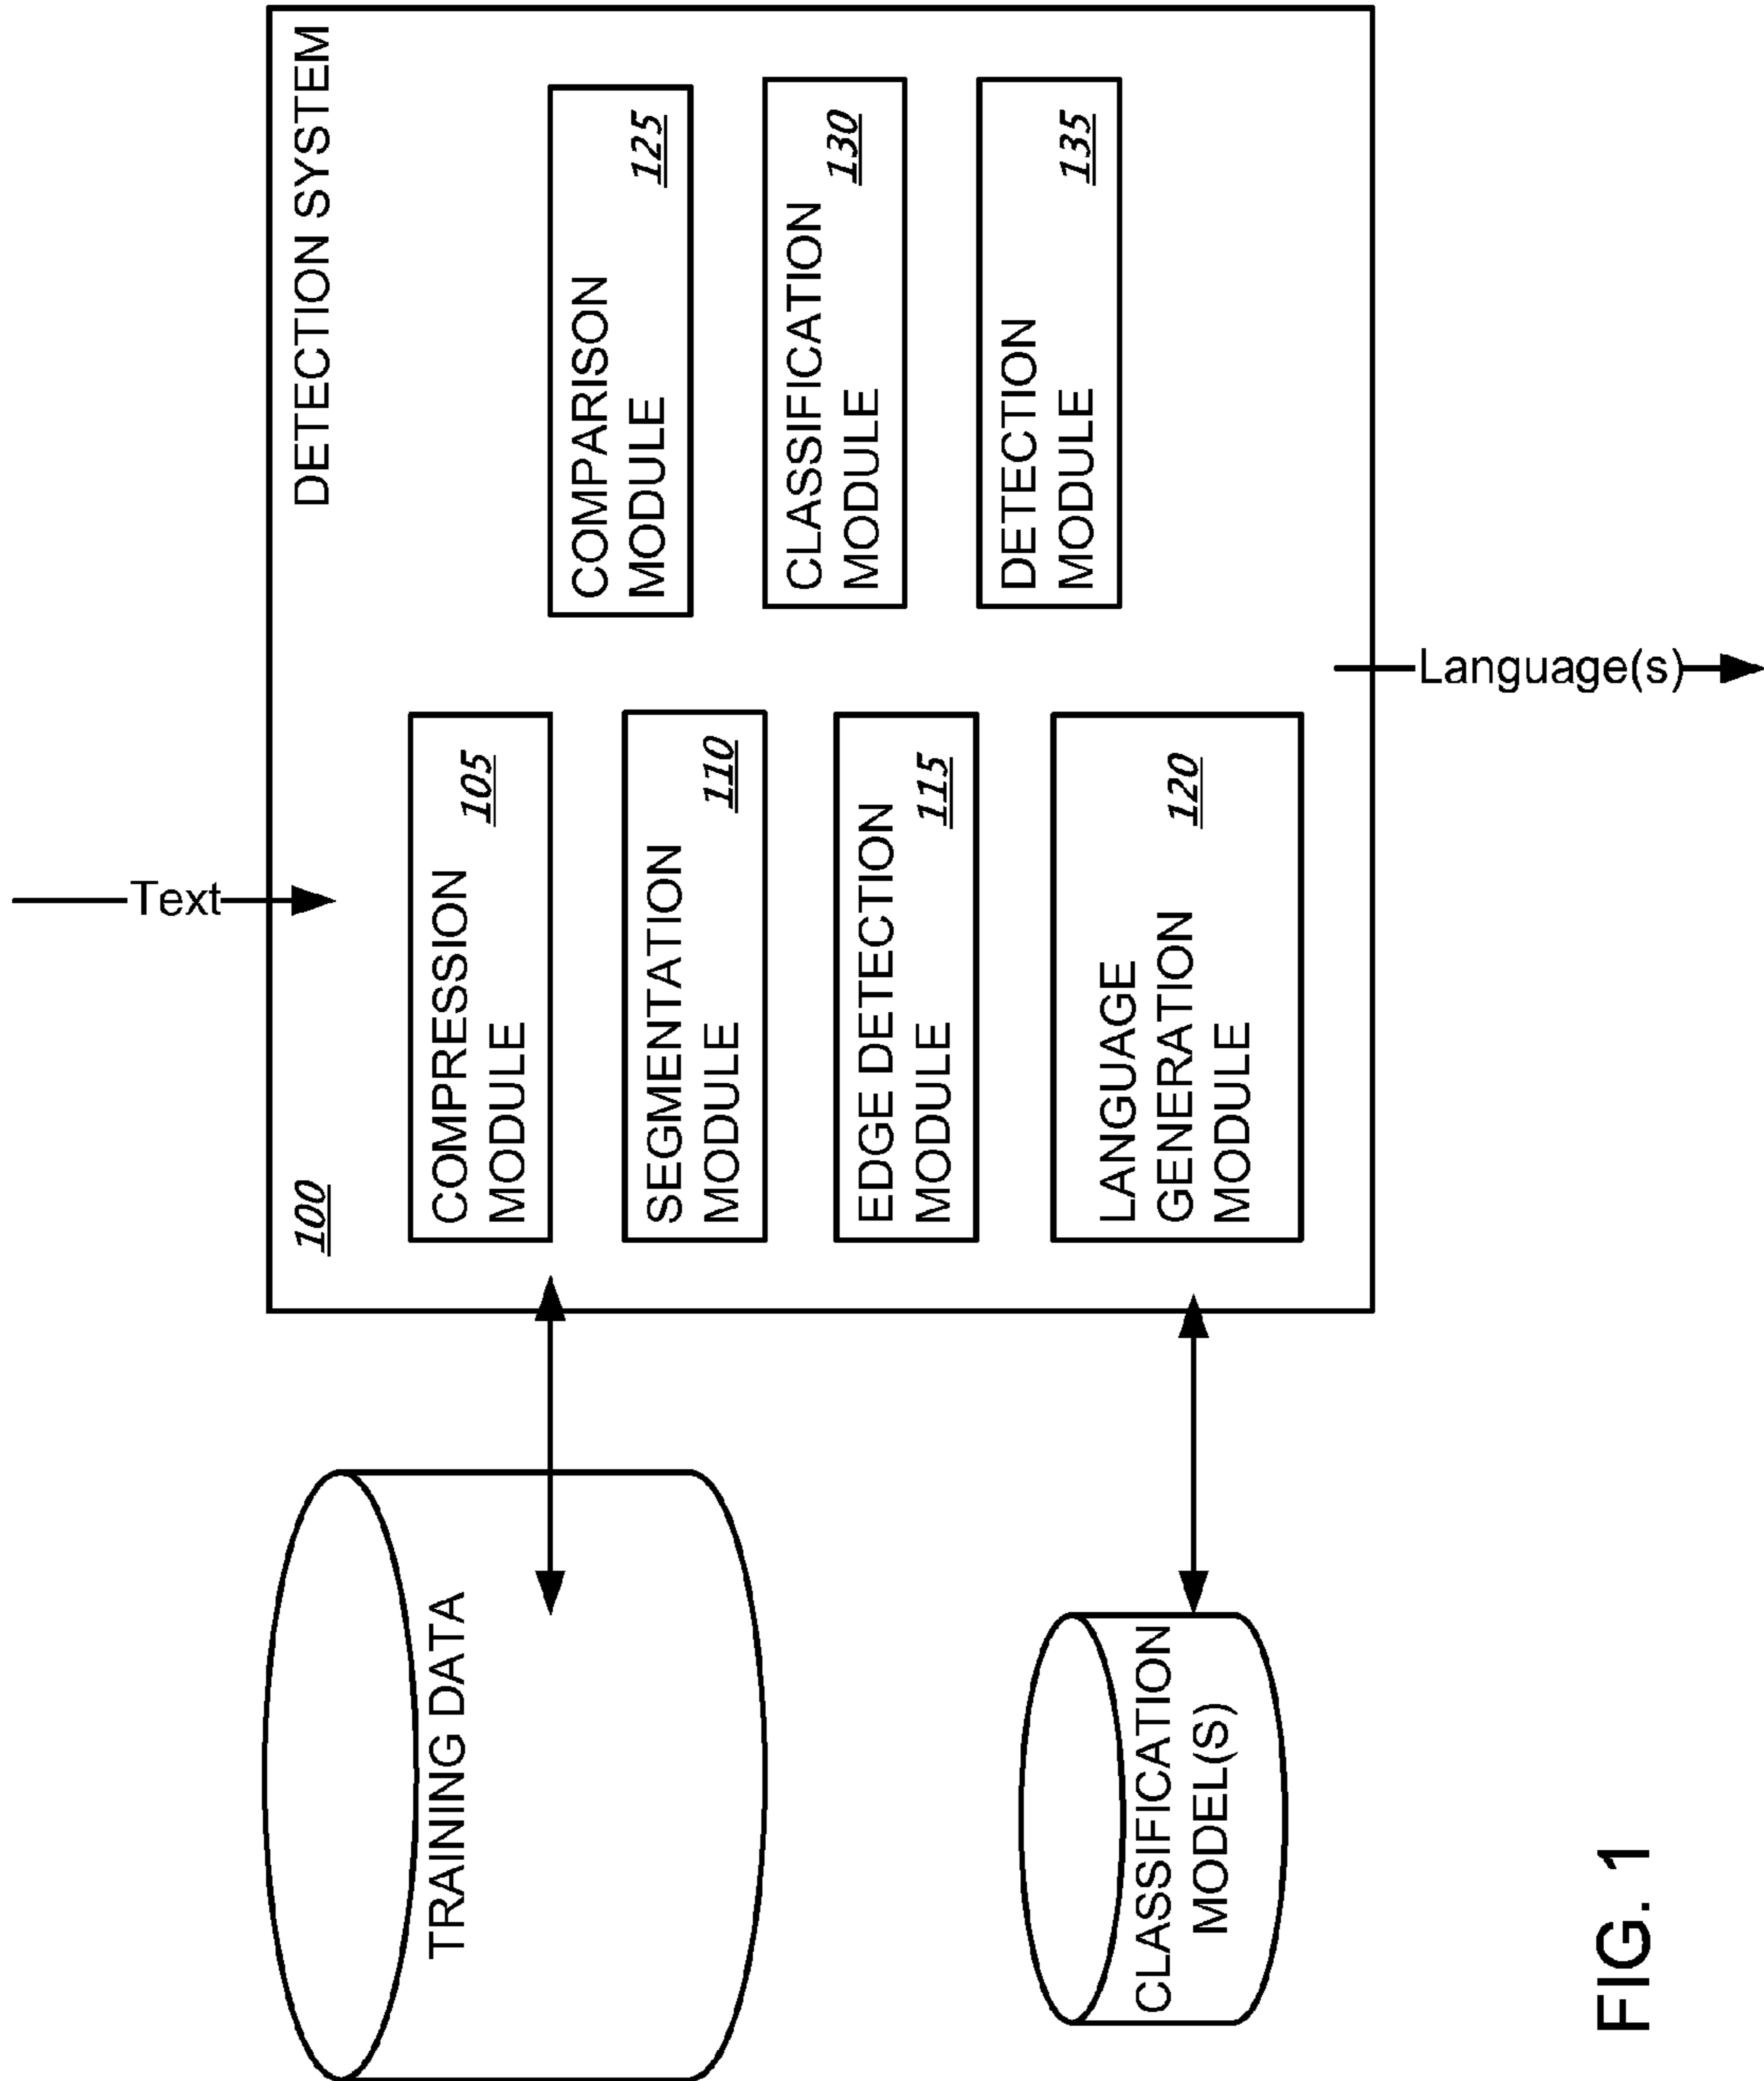 Text
100
DETECTION SYSTEM
TRAINING DATA
COMPRESSION
MODULE
105
SEGMENTATION
MODULE
110
EDGE DETECTION
MODULE
115
LANGUAGE
GENERATION
MODULE
120
COMPARISON
MODULE
125
CLASSIFICATION
MODULE
130
DETECTION
MODULE
135
CLASSIFICATION
MODEL(S)
Language(s)
FIG. 1